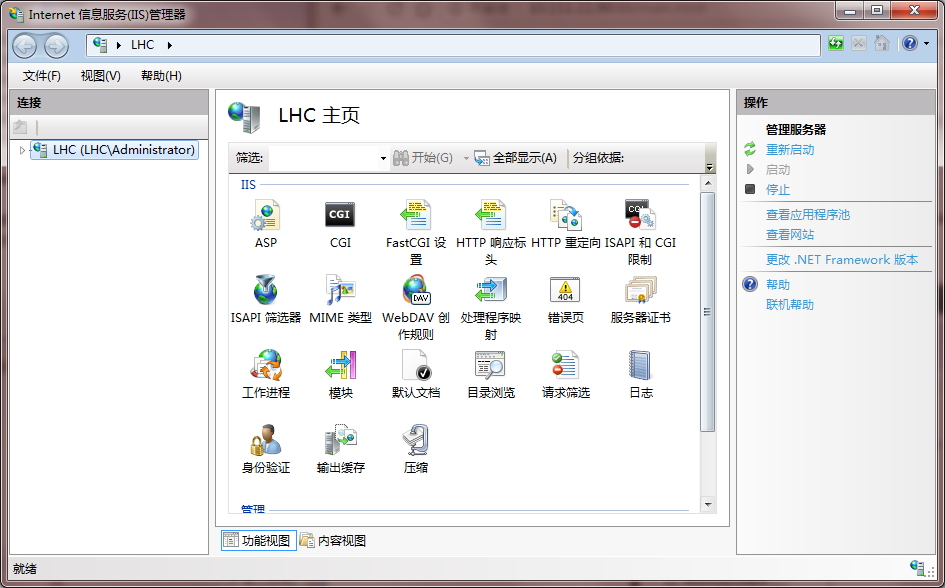 Internet 信息服务(IIS)管理器
LHC
文件(F) 视图(V) 帮助(H)
连接
LHC (LHC\Administrator)
LHC 主页
筛选: 开始(G) 全部显示(A) 分组依据:
IIS
ASP
CGI
FastCGI 设
置
HTTP 响应标
头
HTTP 重定向
ISAPI 和 CGI
限制
ISAPI 筛选器
MIME 类型
WebDAV 创
作规则
处理程序映
射
错误页
服务器证书
工作进程
模块
默认文档
目录浏览
请求筛选
日志
身份验证
输出缓存
压缩
管理
功能视图 内容视图
操作
管理服务器
重新启动
启动
停止
查看应用程序池
查看网站
更改 .NET Framework 版本
帮助
联机帮助
就绪